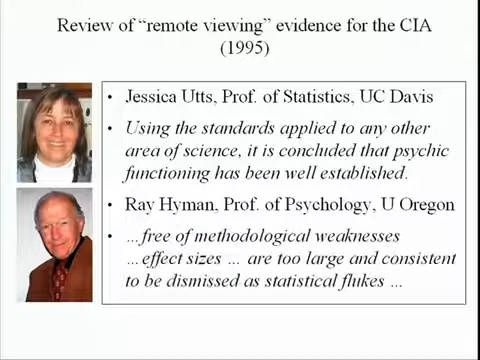 Review of “remote viewing” evidence for the CIA
(1995)
• Jessica Utts, Prof. of Statistics, UC Davis
• Using the standards applied to any other
area of science, it is concluded that psychic
functioning has been well established.
• Ray Hyman, Prof. of Psychology, U Oregon
• …free of methodological weaknesses
…effect sizes … are too large and consistent
to be dismissed as statistical flukes …